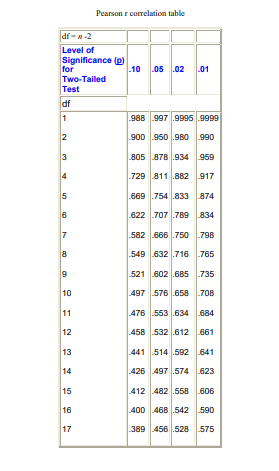 Pearson r correlation table
df = n -2
Level of
Significance (p)
for
Two-Tailed
Test
.10 .05 .02 .01
df
1 .988 .997 .9995 .9999
2 .900 .950 .980 .990
3 .805 .878 .934 .959
4 .729 .811 .882 .917
5 .669 .754 .833 .874
6 .622 .707 .789 .834
7 .582 .666 .750 .798
8 .549 .632 .716 .765
9 .521 .602 .685 .735
10 .497 .576 .658 .708
11 .476 .553 .634 .684
12 .458 .532 .612 .661
13 .441 .514 .592 .641
14 .426 .497 .574 .623
15 .412 .482 .558 .606
16 .400 .468 .542 .590
17 .389 .456 .528 .575